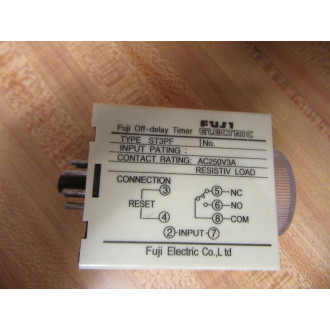 Fuji Off-delay Timer FUJI ELECTRIC
TYPE ST3PF No.
INPUT RATING:
CONTACT RATING: AC250V3A
RESISTIV LOAD
CONNECTION
③ ⑤ NC
RESET ⑥ NO
④ ⑧ COM
②-INPUT-⑦
Fuji Electric Co.,Ltd